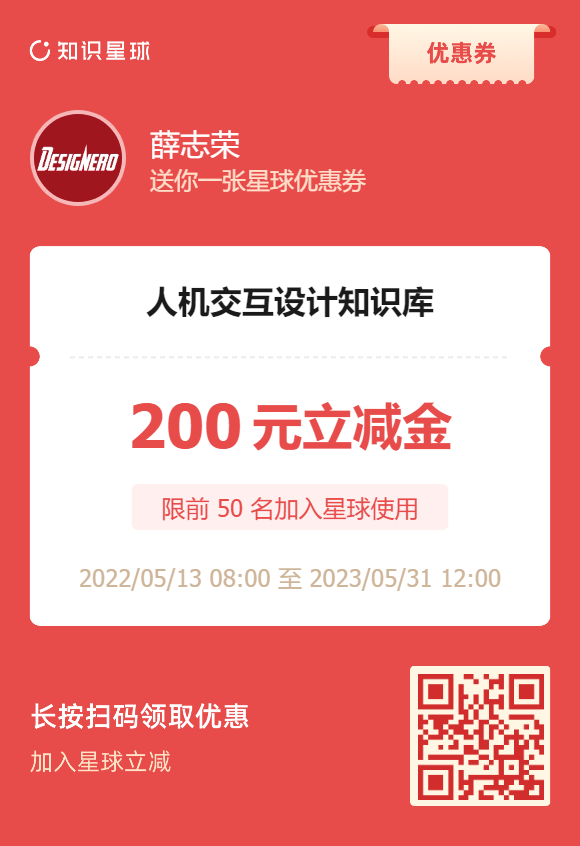 知识星球
优惠券
DESIGNERO
薛志荣
送你一张星球优惠券
人机交互设计知识库
200 元立减金
限前 50 名加入星球使用
2022/05/13 08:00 至 2023/05/31 12:00
长按扫码领取优惠
加入星球立减